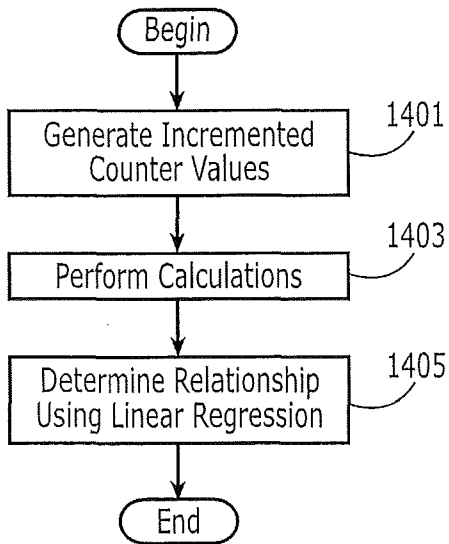 Begin
Generate Incremented
Counter Values
1401
Perform Calculations
1403
Determine Relationship
Using Linear Regression
1405
End